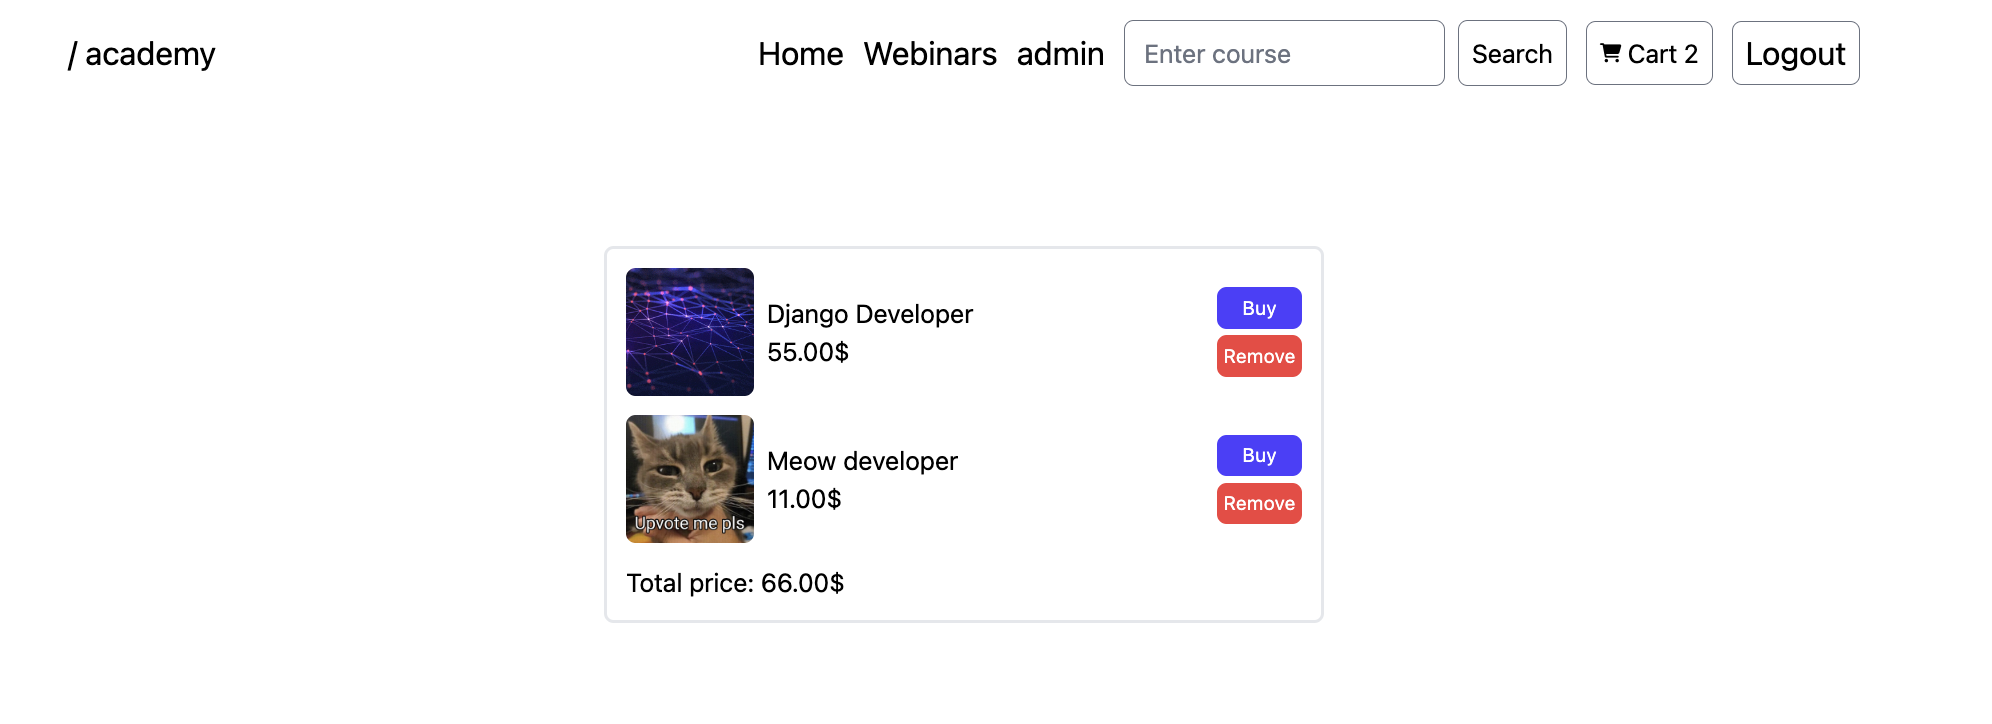 / academy
Home Webinars admin Enter course Search Cart 2 Logout
Django Developer
55.00$
Buy
Remove
Upvote me pls
Meow developer
11.00$
Buy
Remove
Total price: 66.00$